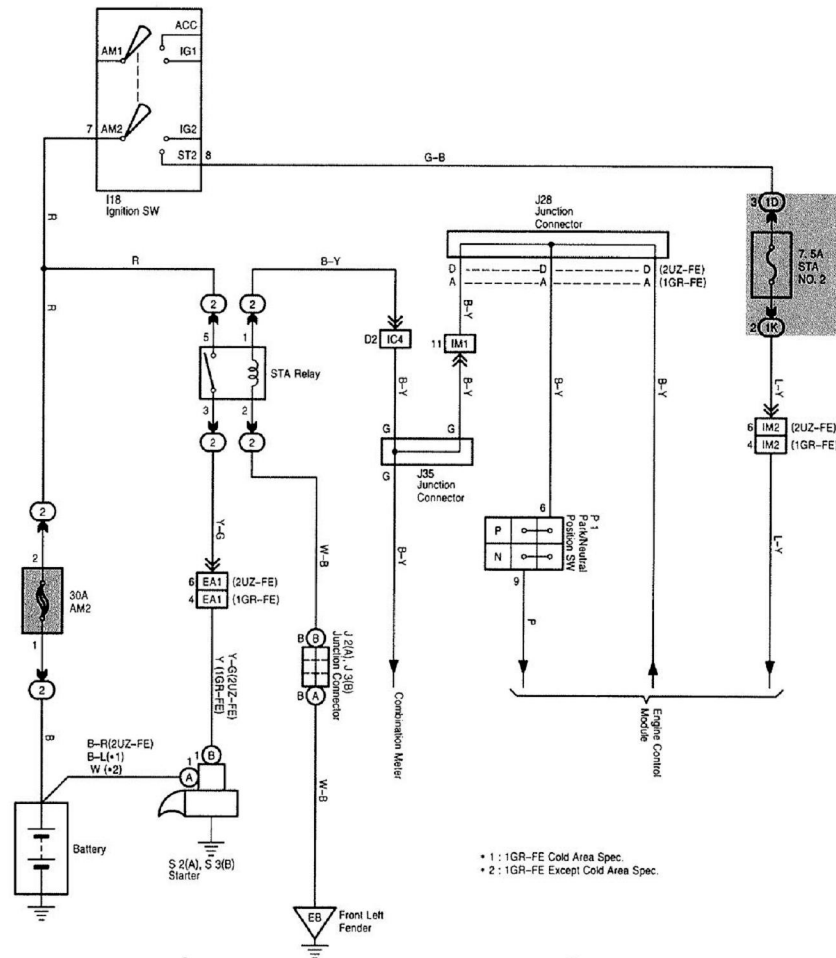 ACC
AM1
IG1
7
AM2
IG2
ST2
8
G-B
I18
Ignition SW
J28
Junction
Connector
3
1D
7. 5A
STA
NO. 2
2
1K
R
R
R
B-Y
D
D
D
(2UZ-FE)
A
A
A
(1GR-FE)
2
2
5
1
STA Relay
3
2
2
2
D2
IC4
11
IM1
B-Y
B-Y
B-Y
B-Y
B-Y
L-Y
6
IM2
(2UZ-FE)
4
IM2
(1GR-FE)
G
G
G
J35
Junction
Connector
2
2
30A
AM2
1
2
Y-G
6
EA1
(2UZ-FE)
4
EA1
(1GR-FE)
W-B
B-Y
6
P
N
P 1
Park/Neutral
Position SW
9
P
L-Y
B
B
J 2(A), J 3(B)
Junction Connector
B
A
Y-G(2UZ-FE)
Y (1GR-FE)
W-B
Combination Meter
Engine Control
Module
B
B-R(2UZ-FE)
B-L(*1)
W (*2)
1
1
B
A
Battery
S 2(A), S 3(B)
Starter
EB
Front Left
Fender
* 1 : 1GR-FE Cold Area Spec.
* 2 : 1GR-FE Except Cold Area Spec.